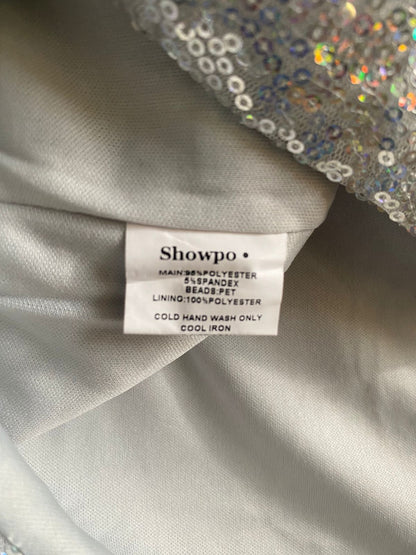 Showpo •
MAIN:95%POLYESTER
5%SPANDEX
BEADS:PET
LINING:100%POLYESTER
COLD HAND WASH ONLY
COOL IRON